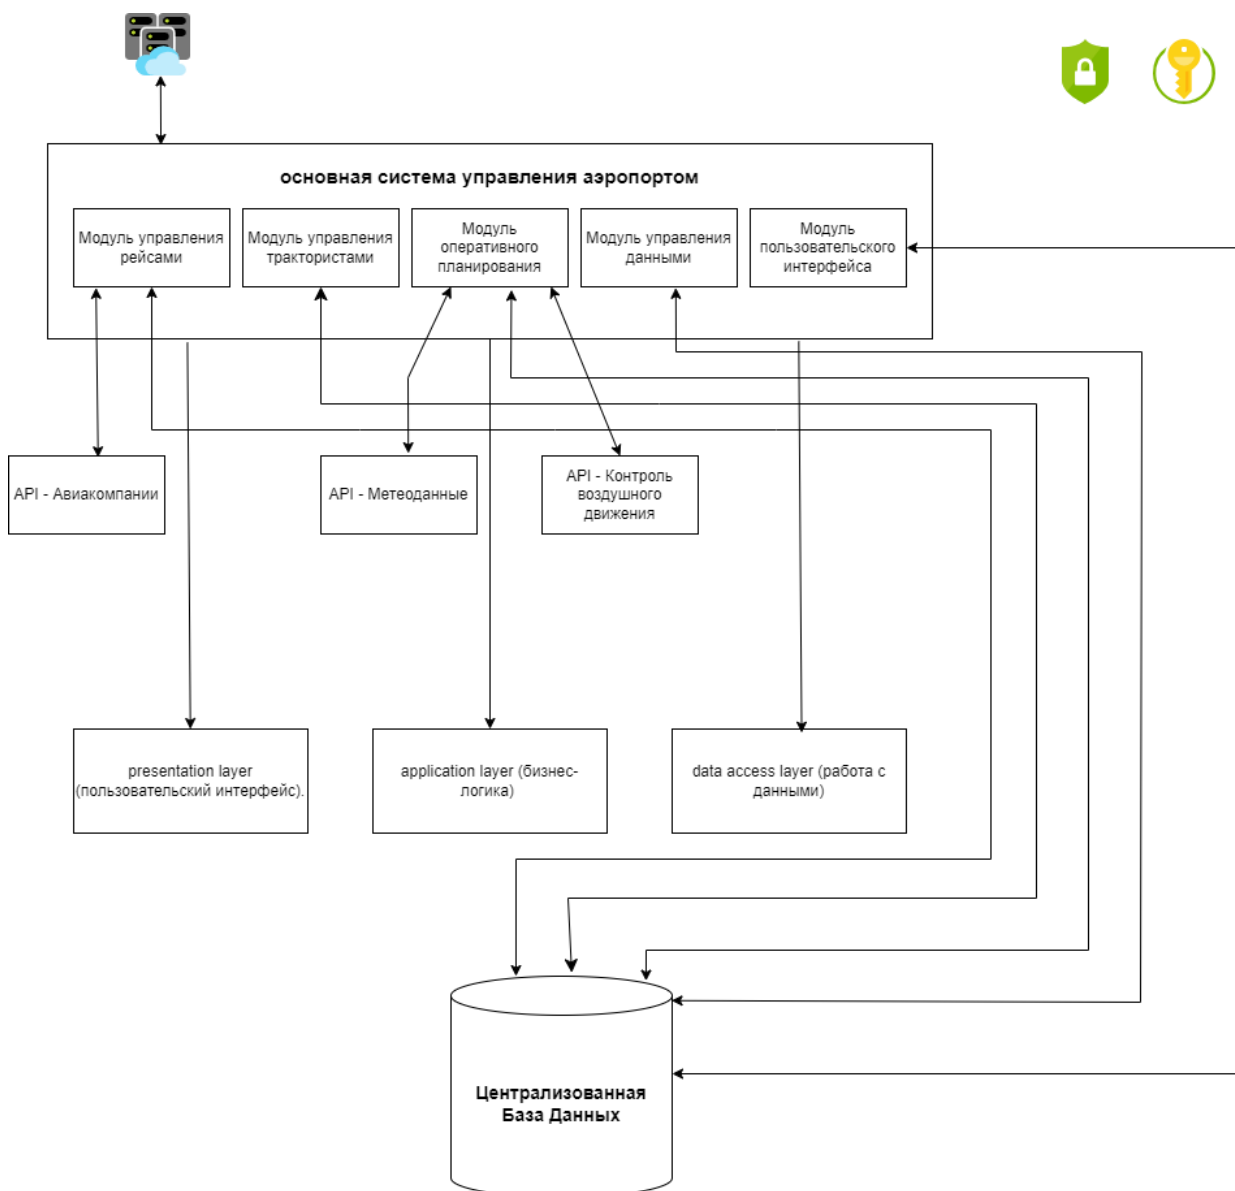 основная система управления аэропортом
Модуль управления
рейсами
Модуль управления
трактористами
Модуль
оперативного
планирования
Модуль управления
данными
Модуль
пользовательского
интерфейса
API - Авиакомпании
API - Метеоданные
API - Контроль
воздушного
движения
presentation layer
(пользовательский интерфейс).
application layer (бизнес-
логика)
data access layer (работа с
данными)
Централизованная
База Данных